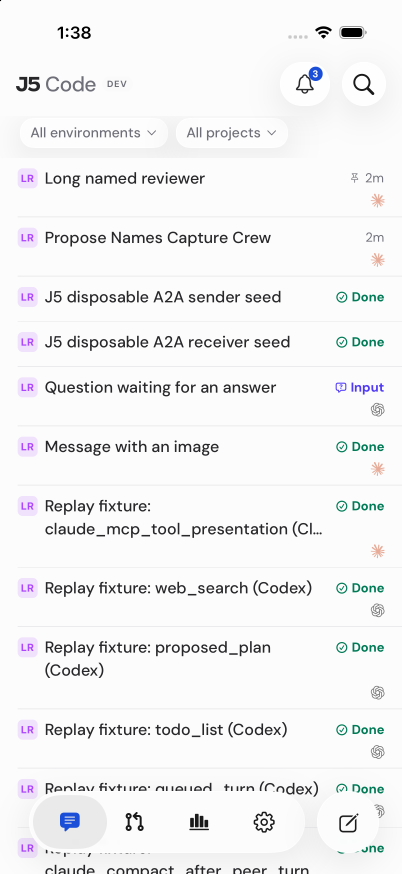 1:38
J5 Code DEV
3
All environments
All projects
LR Long named reviewer 2m
LR Propose Names Capture Crew 2m
LR J5 disposable A2A sender seed Done
LR J5 disposable A2A receiver seed Done
LR Question waiting for an answer Input
LR Message with an image Done
LR Replay fixture: Done
claude_mcp_tool_presentation (Cl...
LR Replay fixture: web_search (Codex) Done
LR Replay fixture: proposed_plan Done
(Codex)
LR Replay fixture: todo_list (Codex) Done
LR Replay fixture: queued_turn (Codex) Done
LR Replay fixture: Done
claude_compact_after_peer_turn